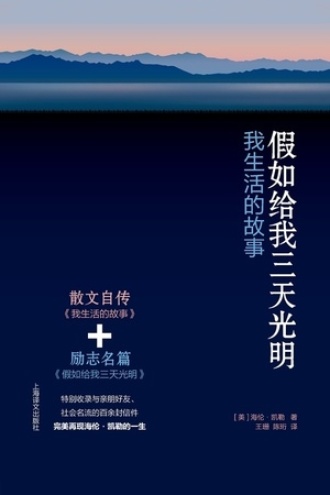 假如给我三天光明
我生活的故事
散文自传
《我生活的故事》
+
励志名篇
《假如给我三天光明》
特别收录与亲朋好友、
社会名流的百余封信件
完美再现海伦·凯勒的一生
[美]海伦·凯勒 著
王珊 陈珩 译
上海译文出版社